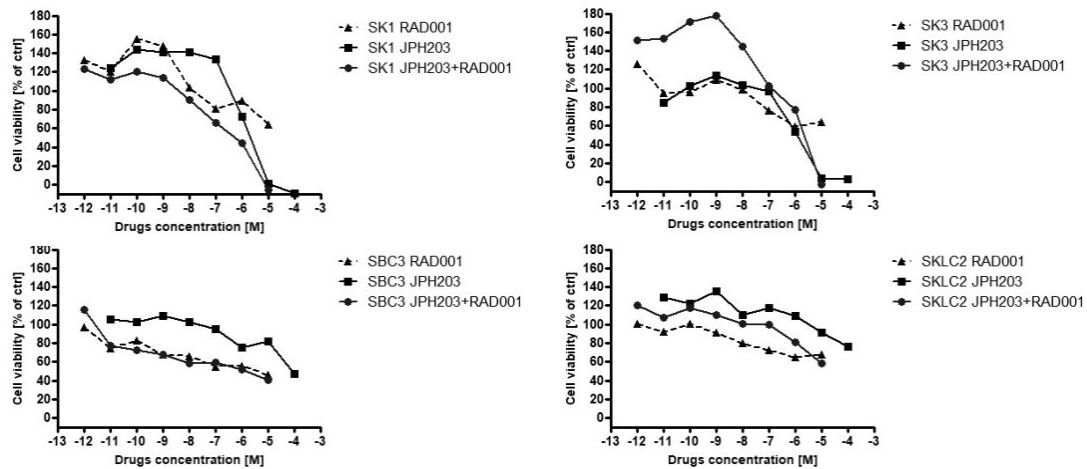 180
160
140
120
100
80
60
40
20
0
Cell viability [% of ctrl]
-13 -12 -11 -10 -9 -8 -7 -6 -5 -4 -3
Drugs concentration [M]
SK1 RAD001
SK1 JPH203
SK1 JPH203+RAD001
180
160
140
120
100
80
60
40
20
0
Cell viability [% of ctrl]
-13 -12 -11 -10 -9 -8 -7 -6 -5 -4 -3
Drugs concentration [M]
SK3 RAD001
SK3 JPH203
SK3 JPH203+RAD001
180
160
140
120
100
80
60
40
20
0
Cell viability [% of ctrl]
-13 -12 -11 -10 -9 -8 -7 -6 -5 -4 -3
Drugs concentration [M]
SBC3 RAD001
SBC3 JPH203
SBC3 JPH203+RAD001
180
160
140
120
100
80
60
40
20
0
Cell viability [% of ctrl]
-13 -12 -11 -10 -9 -8 -7 -6 -5 -4 -3
Drugs concentration [M]
SKLC2 RAD001
SKLC2 JPH203
SKLC2 JPH203+RAD001